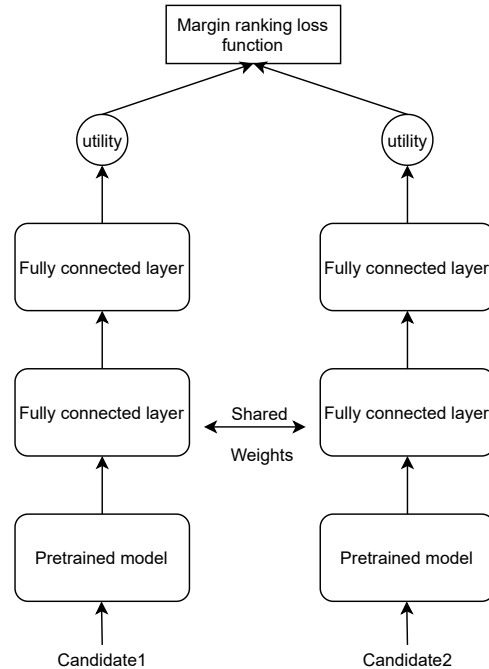 Margin ranking loss
function
utility
utility
Fully connected layer
Fully connected layer
Fully connected layer
Fully connected layer
Shared
Weights
Pretrained model
Pretrained model
Candidate1
Candidate2